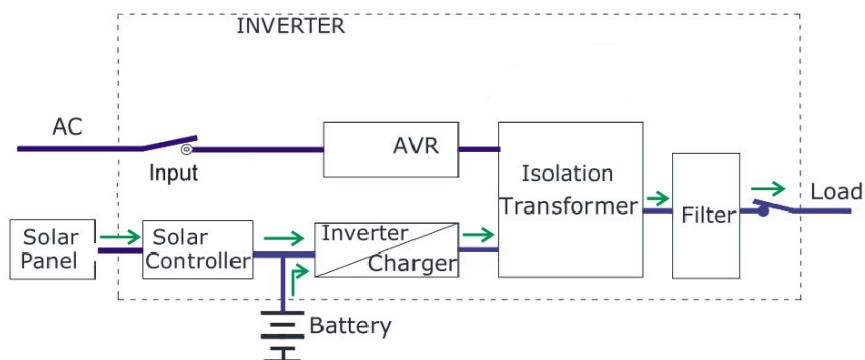 INVERTER
AC
Input
AVR
Isolation
Transformer
Filter
Load
Solar
Panel
Solar
Controller
Inverter
Charger
Battery